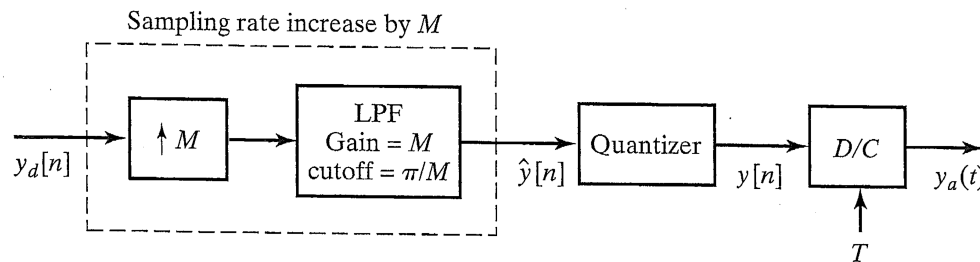 Sampling rate increase by M
↑ M
LPF
Gain = M
cutoff = π/M
Quantizer
D/C
y_d[n]
ŷ[n]
y[n]
y_a(t)
T